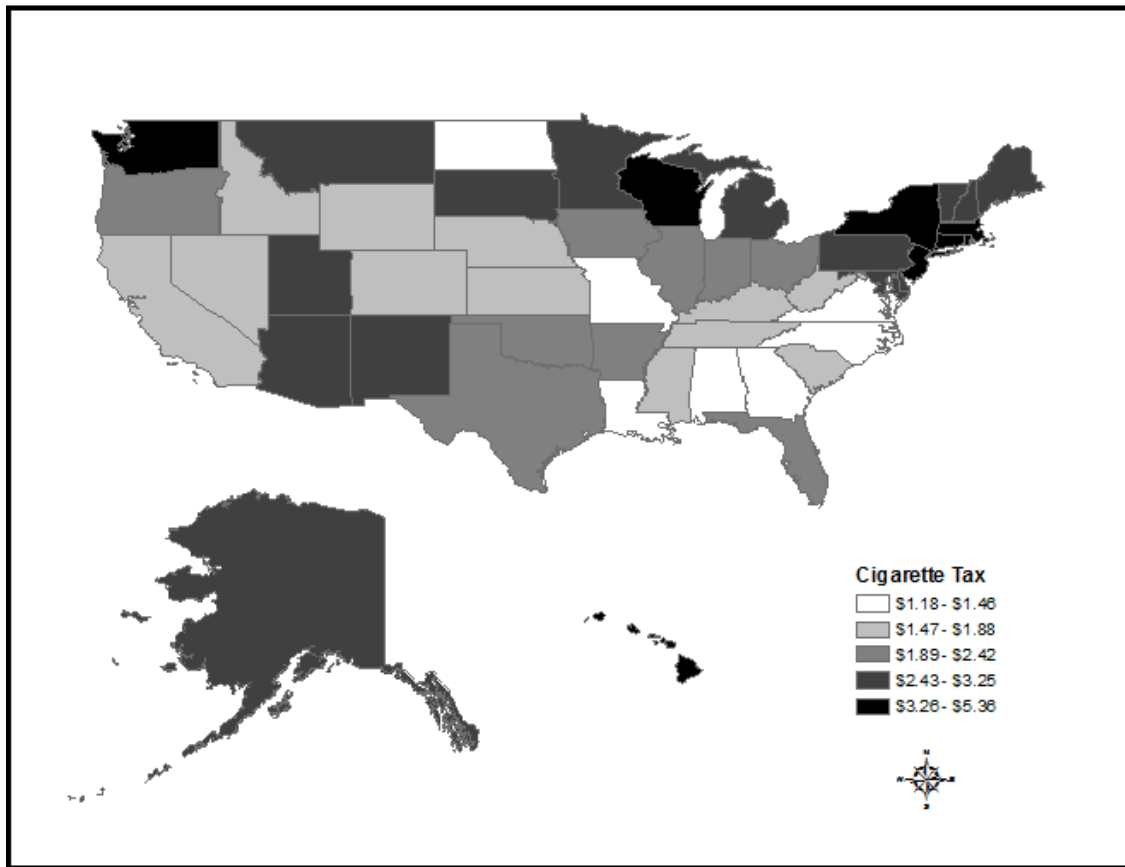 Cigarette Tax
$1.18 - $1.46
$1.47 - $1.88
$1.89 - $2.42
$2.43 - $3.25
$3.26 - $5.36
N
W E
S